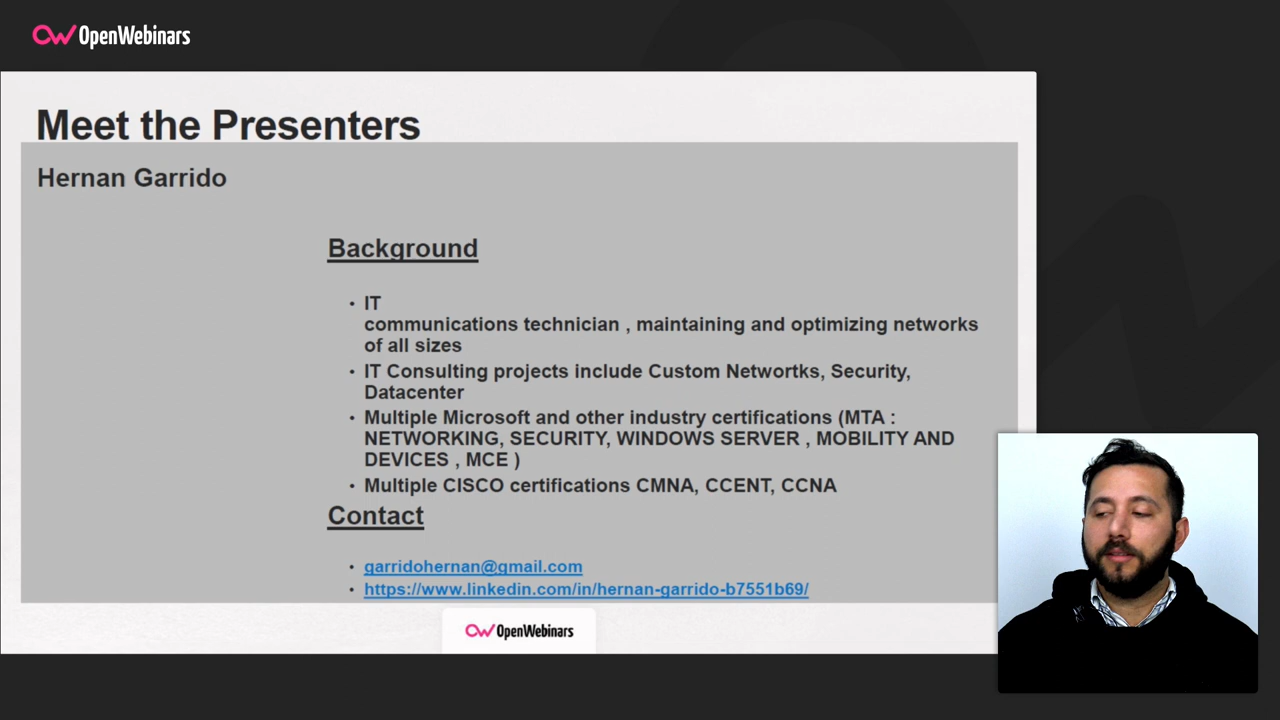 OpenWebinars
Meet the Presenters
Hernan Garrido
Background
• IT
communications technician , maintaining and optimizing networks
of all sizes
• IT Consulting projects include Custom Networtks, Security,
Datacenter
• Multiple Microsoft and other industry certifications (MTA :
NETWORKING, SECURITY, WINDOWS SERVER , MOBILITY AND
DEVICES , MCE )
• Multiple CISCO certifications CMNA, CCENT, CCNA
Contact
• garridohernan@gmail.com
• https://www.linkedin.com/in/hernan-garrido-b7551b69/
OpenWebinars